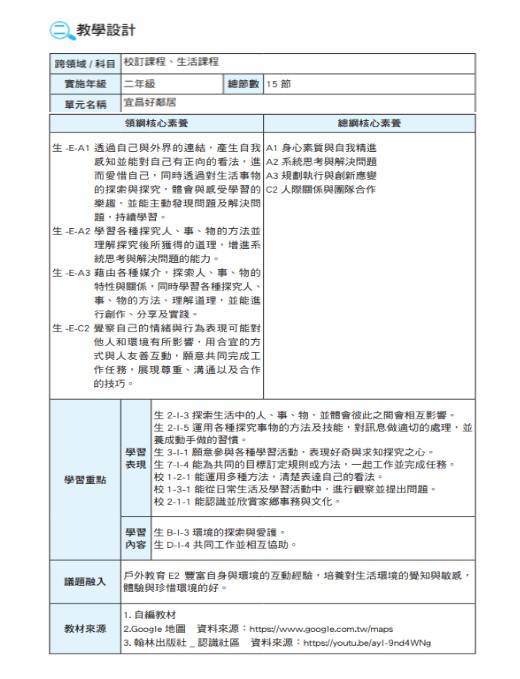 二、教學設計
跨領域 / 科目 校訂課程、生活課程
實施年級 二年級 總節數 15 節
單元名稱 宜昌好鄰居
領綱核心素養 總綱核心素養
生 -E-A1 透過自己與外界的連結，產生自我
感知並能對自己有正向的看法，進
而愛惜自己，同時透過對生活事物
的探索與探究，體會與感受學習的
樂趣，並能主動發現問題及解決問
題，持續學習。
生 -E-A2 學習各種探究人、事、物的方法並
理解探究後所獲得的道理，增進系
統思考與解決問題的能力。
生 -E-A3 藉由各種媒介，探索人、事、物的
特性與關係，同時學習各種探究人、
事、物的方法、理解道理，並能進
行創作、分享及實踐。
生 -E-C2 覺察自己的情緒與行為表現可能對
他人和環境有所影響，用合宜的方
式與人友善互動，願意共同完成工
作任務，展現尊重、溝通以及合作
的技巧。
A1 身心素質與自我精進
A2 系統思考與解決問題
A3 規劃執行與創新應變
C2 人際關係與團隊合作
學習重點
學習
表現
生 2-I-3 探索生活中的人、事、物，並體會彼此之間會相互影響。
生 2-I-5 運用各種探究事物的方法及技能，對訊息做適切的處理，並
養成動手做的習慣。
生 3-I-1 願意參與各種學習活動，表現好奇與求知探究之心。
生 7-I-4 能為共同的目標訂定規則或方法，一起工作並完成任務。
校 1-2-1 能運用多種方法，清楚表達自己的看法。
校 1-3-1 能從日常生活及學習活動中，進行觀察並提出問題。
校 2-1-1 能認識並欣賞家鄉事務與文化。
學習
內容
生 B-I-3 環境的探索與愛護。
生 D-I-4 共同工作並相互協助。
議題融入
戶外教育 E2 豐富自身與環境的互動經驗，培養對生活環境的覺知與敏感，
體驗與珍惜環境的好。
教材來源
1. 自編教材
2.Google 地圖 資料來源：https://www.google.com.tw/maps
3. 翰林出版社 _ 認識社區 資料來源：https://youtu.be/ayI-9nd4WNg